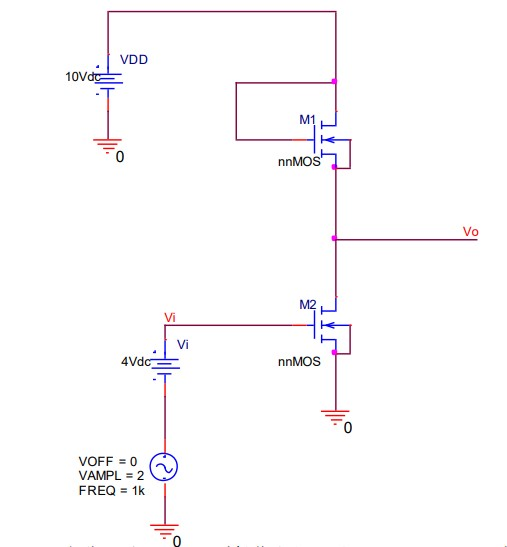 VDD
10Vdc
0
M1
nnMOS
Vo
M2
Vi
Vi
4Vdc
nnMOS
0
VOFF = 0
VAMPL = 2
FREQ = 1k
0